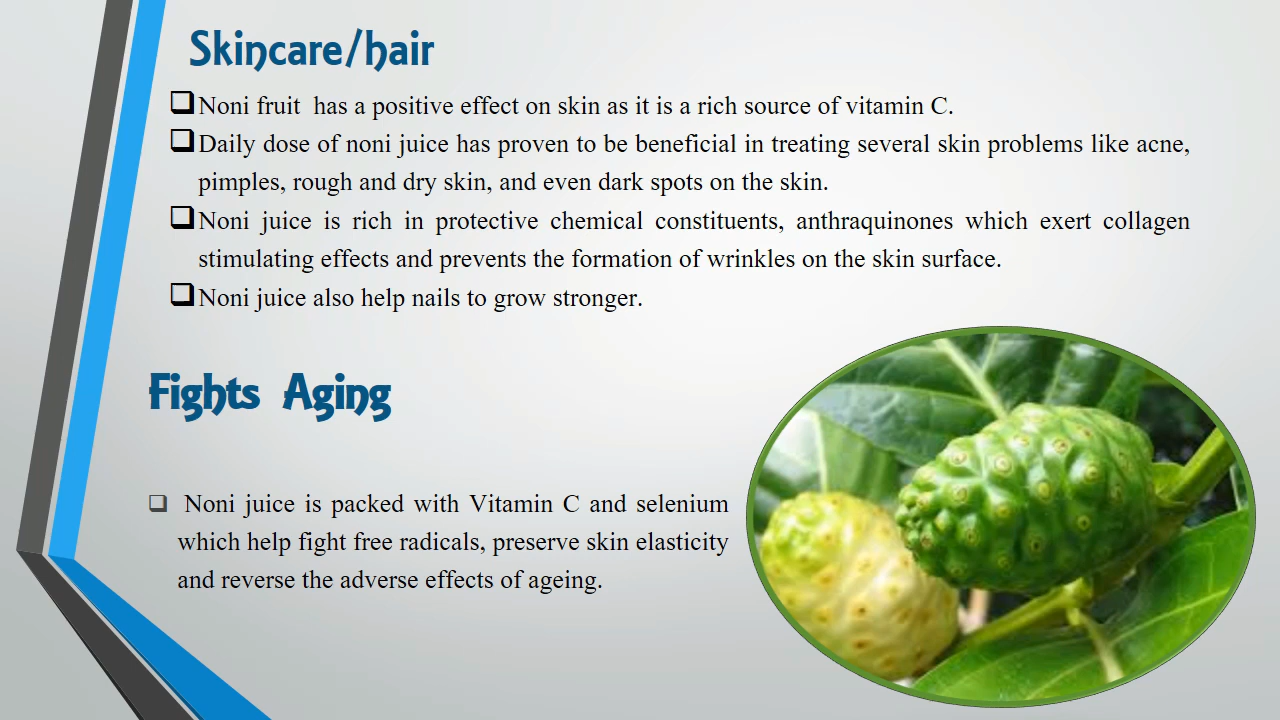 Skincare/hair
❑Noni fruit  has a positive effect on skin as it is a rich source of vitamin C.
❑Daily dose of noni juice has proven to be beneficial in treating several skin problems like acne,
pimples, rough and dry skin, and even dark spots on the skin.
❑Noni juice is rich in protective chemical constituents, anthraquinones which exert collagen
stimulating effects and prevents the formation of wrinkles on the skin surface.
❑Noni juice also help nails to grow stronger.
Fights Aging
❑ Noni juice is packed with Vitamin C and selenium
which help fight free radicals, preserve skin elasticity
and reverse the adverse effects of ageing.